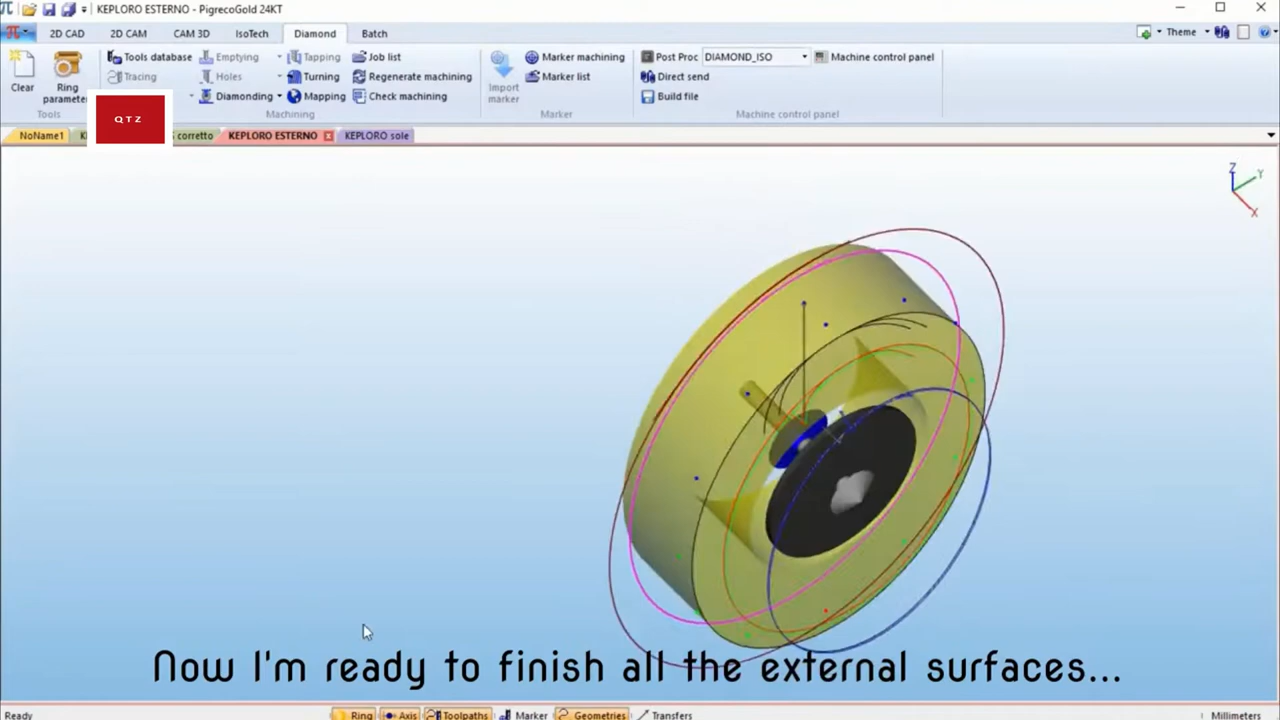 KEPLORO ESTERNO - PigrecoGold 24KT
2D CAD 2D CAM CAM 3D IsoTech Diamond Batch Theme
Clear
Ring parameter
Tools
Tools database
Tracing
Emptying
Holes
Diamonding
Tapping
Turning
Mapping
Job list
Regenerate machining
Check machining
Machining
Import marker
Marker machining
Marker list
Marker
Post Proc DIAMOND_ISO Machine control panel
Direct send
Build file
Machine control panel
QTZ
NoName1 corretto KEPLORO ESTERNO KEPLORO sole
Z
Y
X
Now I'm ready to finish all the external surfaces...
Ready Ring Axis Toolpaths Marker Geometries Transfers Millimeters